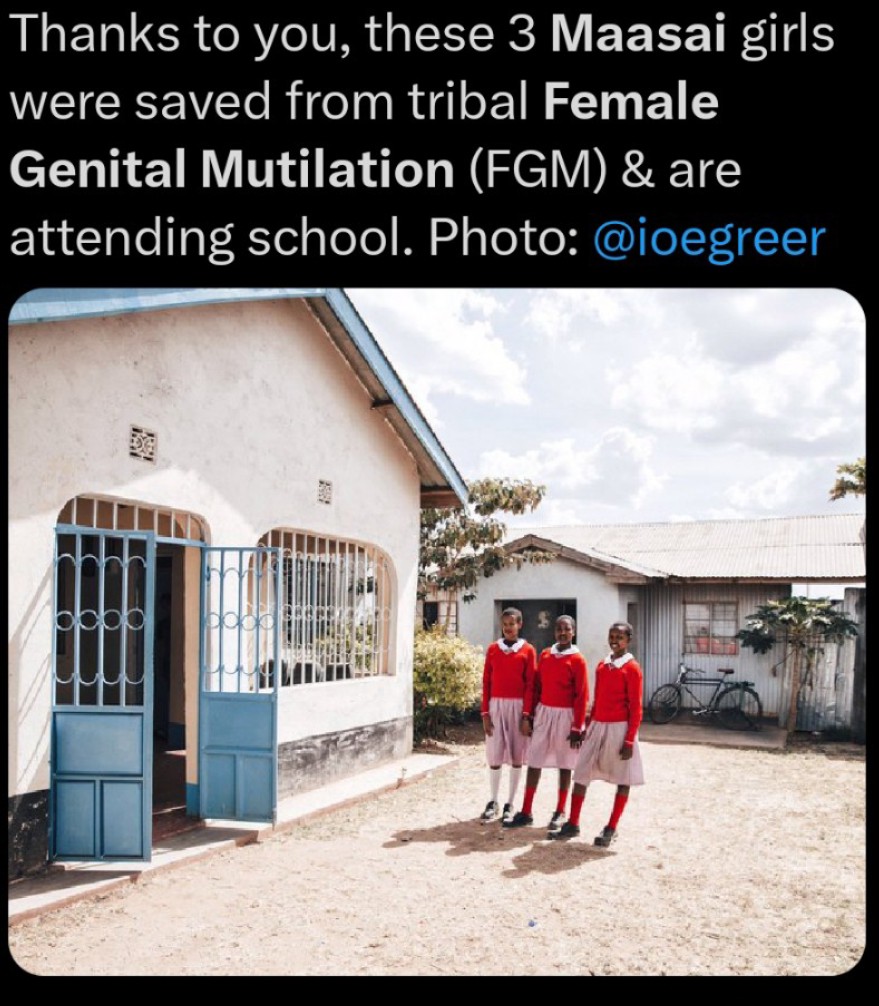 Thanks to you, these 3 Maasai girls
were saved from tribal Female
Genital Mutilation (FGM) & are
attending school. Photo: @ioegreer